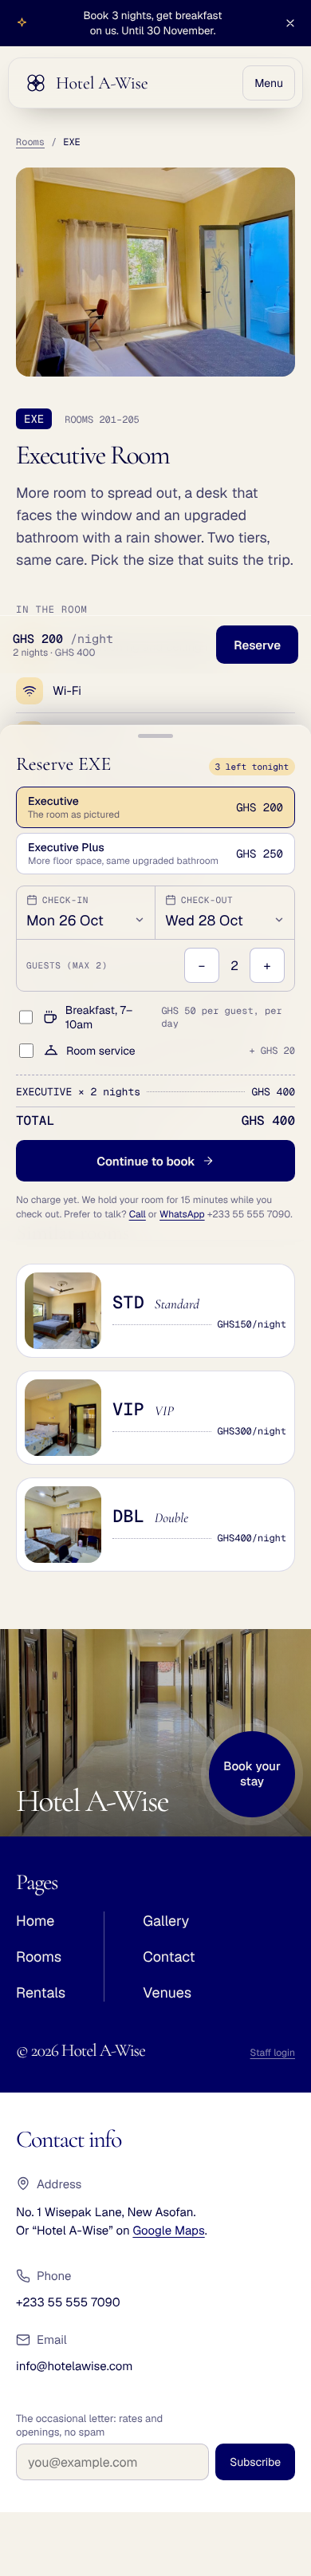 Book 3 nights, get breakfast
on us. Until 30 November.
Hotel A-Wise
Menu
Rooms / EXE
EXE
ROOMS 201–205
Executive Room
More room to spread out, a desk that
faces the window and an upgraded
bathroom with a rain shower. Two tiers,
same care. Pick the size that suits the trip.
IN THE ROOM
GHS 200 /night
2 nights · GHS 400
Reserve
Wi-Fi
Reserve EXE
3 left tonight
Executive
The room as pictured
GHS 200
Executive Plus
More floor space, same upgraded bathroom
GHS 250
CHECK-IN
Mon 26 Oct
CHECK-OUT
Wed 28 Oct
GUESTS (MAX 2)
− 2 +
Breakfast, 7–
10am
GHS 50 per guest, per
day
Room service
+ GHS 20
EXECUTIVE × 2 nights
GHS 400
TOTAL
GHS 400
Continue to book →
No charge yet. We hold your room for 15 minutes while you
check out. Prefer to talk? Call or WhatsApp +233 55 555 7090.
STD Standard
GHS150/night
VIP VIP
GHS300/night
DBL Double
GHS400/night
Hotel A-Wise
Book your
stay
Pages
Home
Rooms
Rentals
Gallery
Contact
Venues
© 2026 Hotel A-Wise
Staff login
Contact info
Address
No. 1 Wisepak Lane, New Asofan.
Or “Hotel A-Wise” on Google Maps.
Phone
+233 55 555 7090
Email
info@hotelawise.com
The occasional letter: rates and
openings, no spam
you@example.com
Subscribe